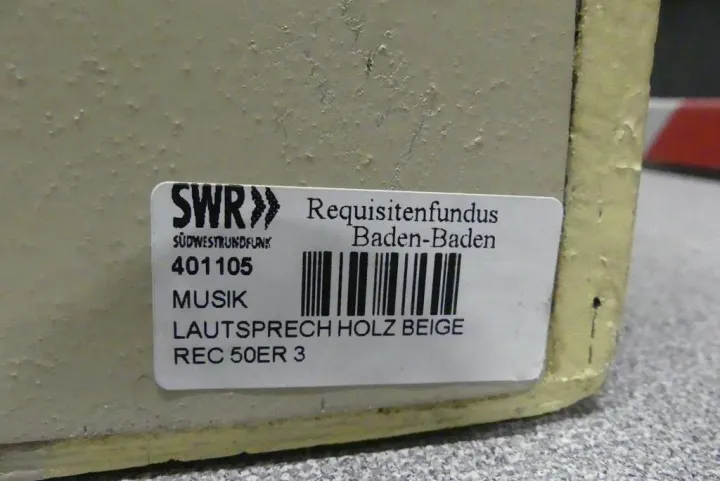 SWR» Requisitenfundus
SÜDWESTRUNDFUNK Baden-Baden
401105
MUSIK
LAUTSPRECH HOLZ BEIGE
REC 50ER 3